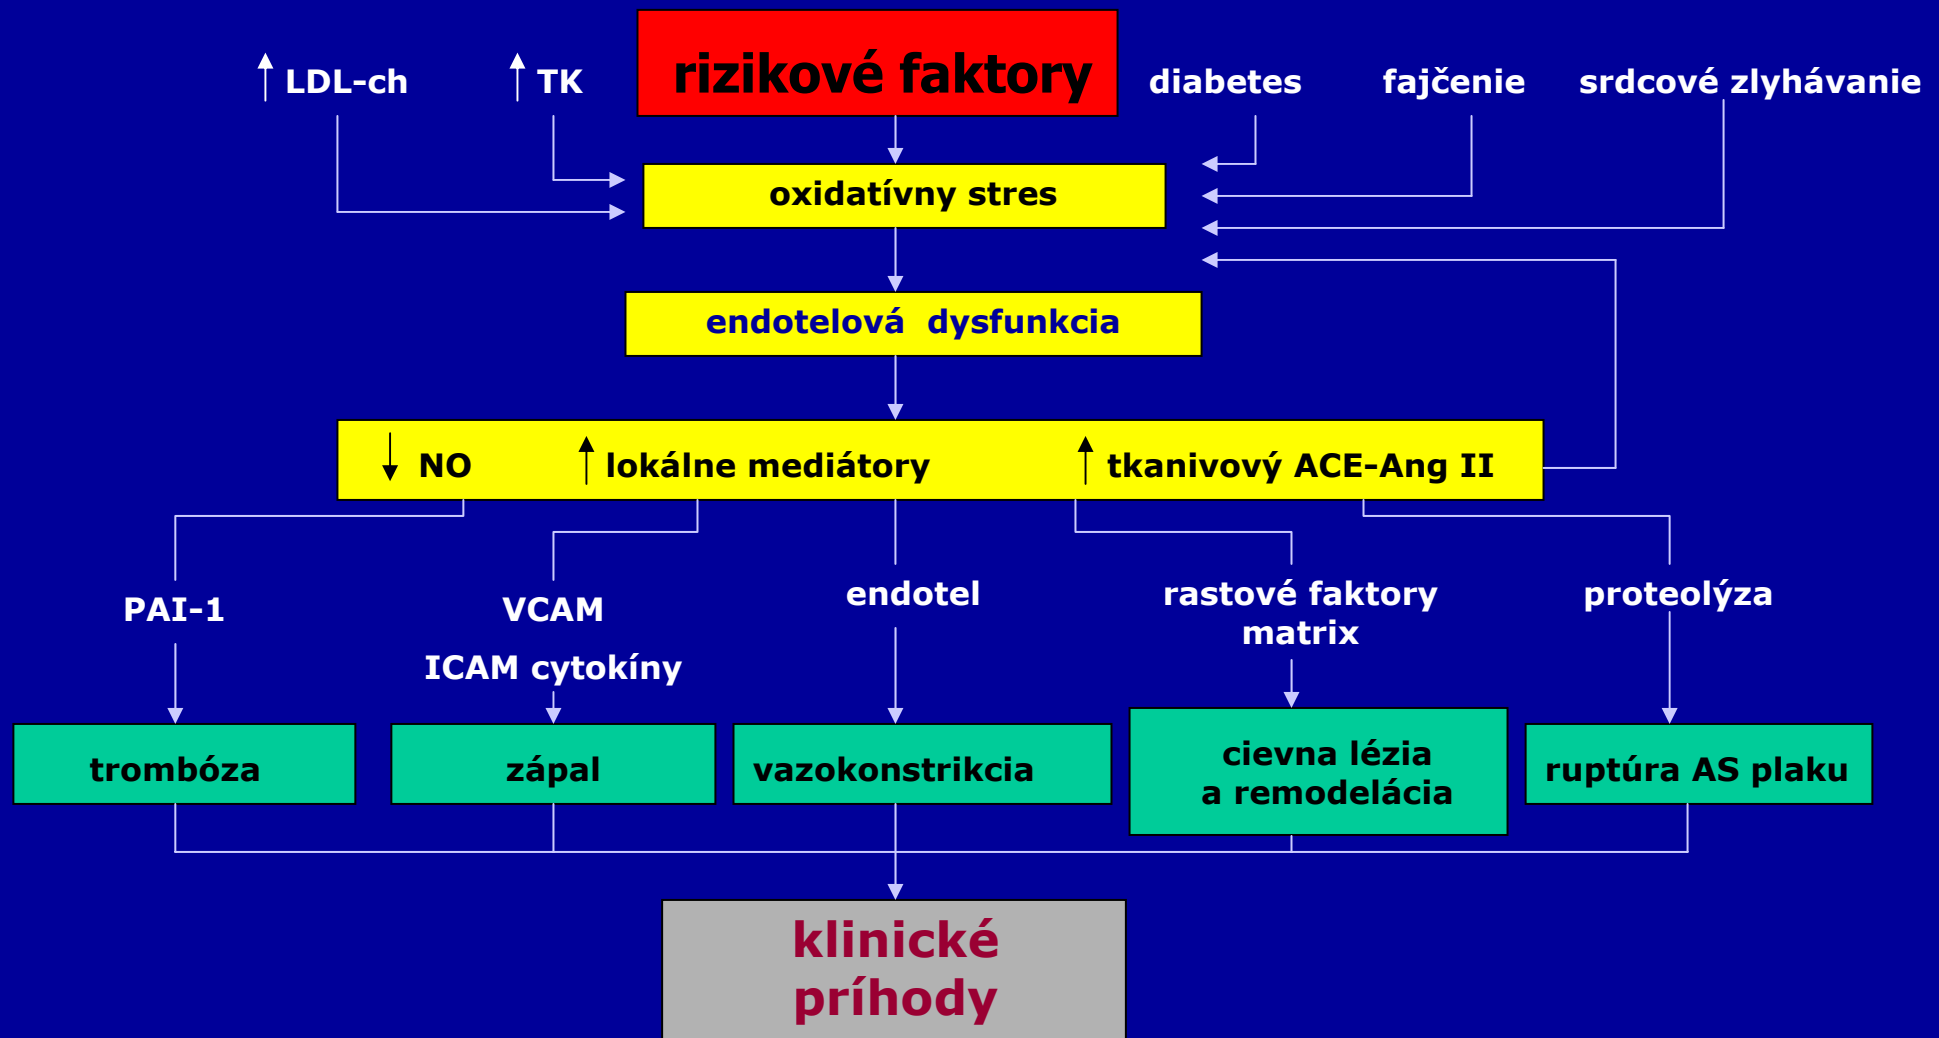 rizikové faktory
↑ LDL-ch
↑ TK
diabetes
fajčenie
srdcové zlyhávanie
oxidatívny stres
endotelová dysfunkcia
↓ NO
↑ lokálne mediátory
↑ tkanivový ACE-Ang II
PAI-1
VCAM
ICAM cytokíny
endotel
rastové faktory
matrix
proteolýza
trombóza
zápal
vazokonstrikcia
cievna lézia
a remodelácia
ruptúra AS plaku
klinické
príhody